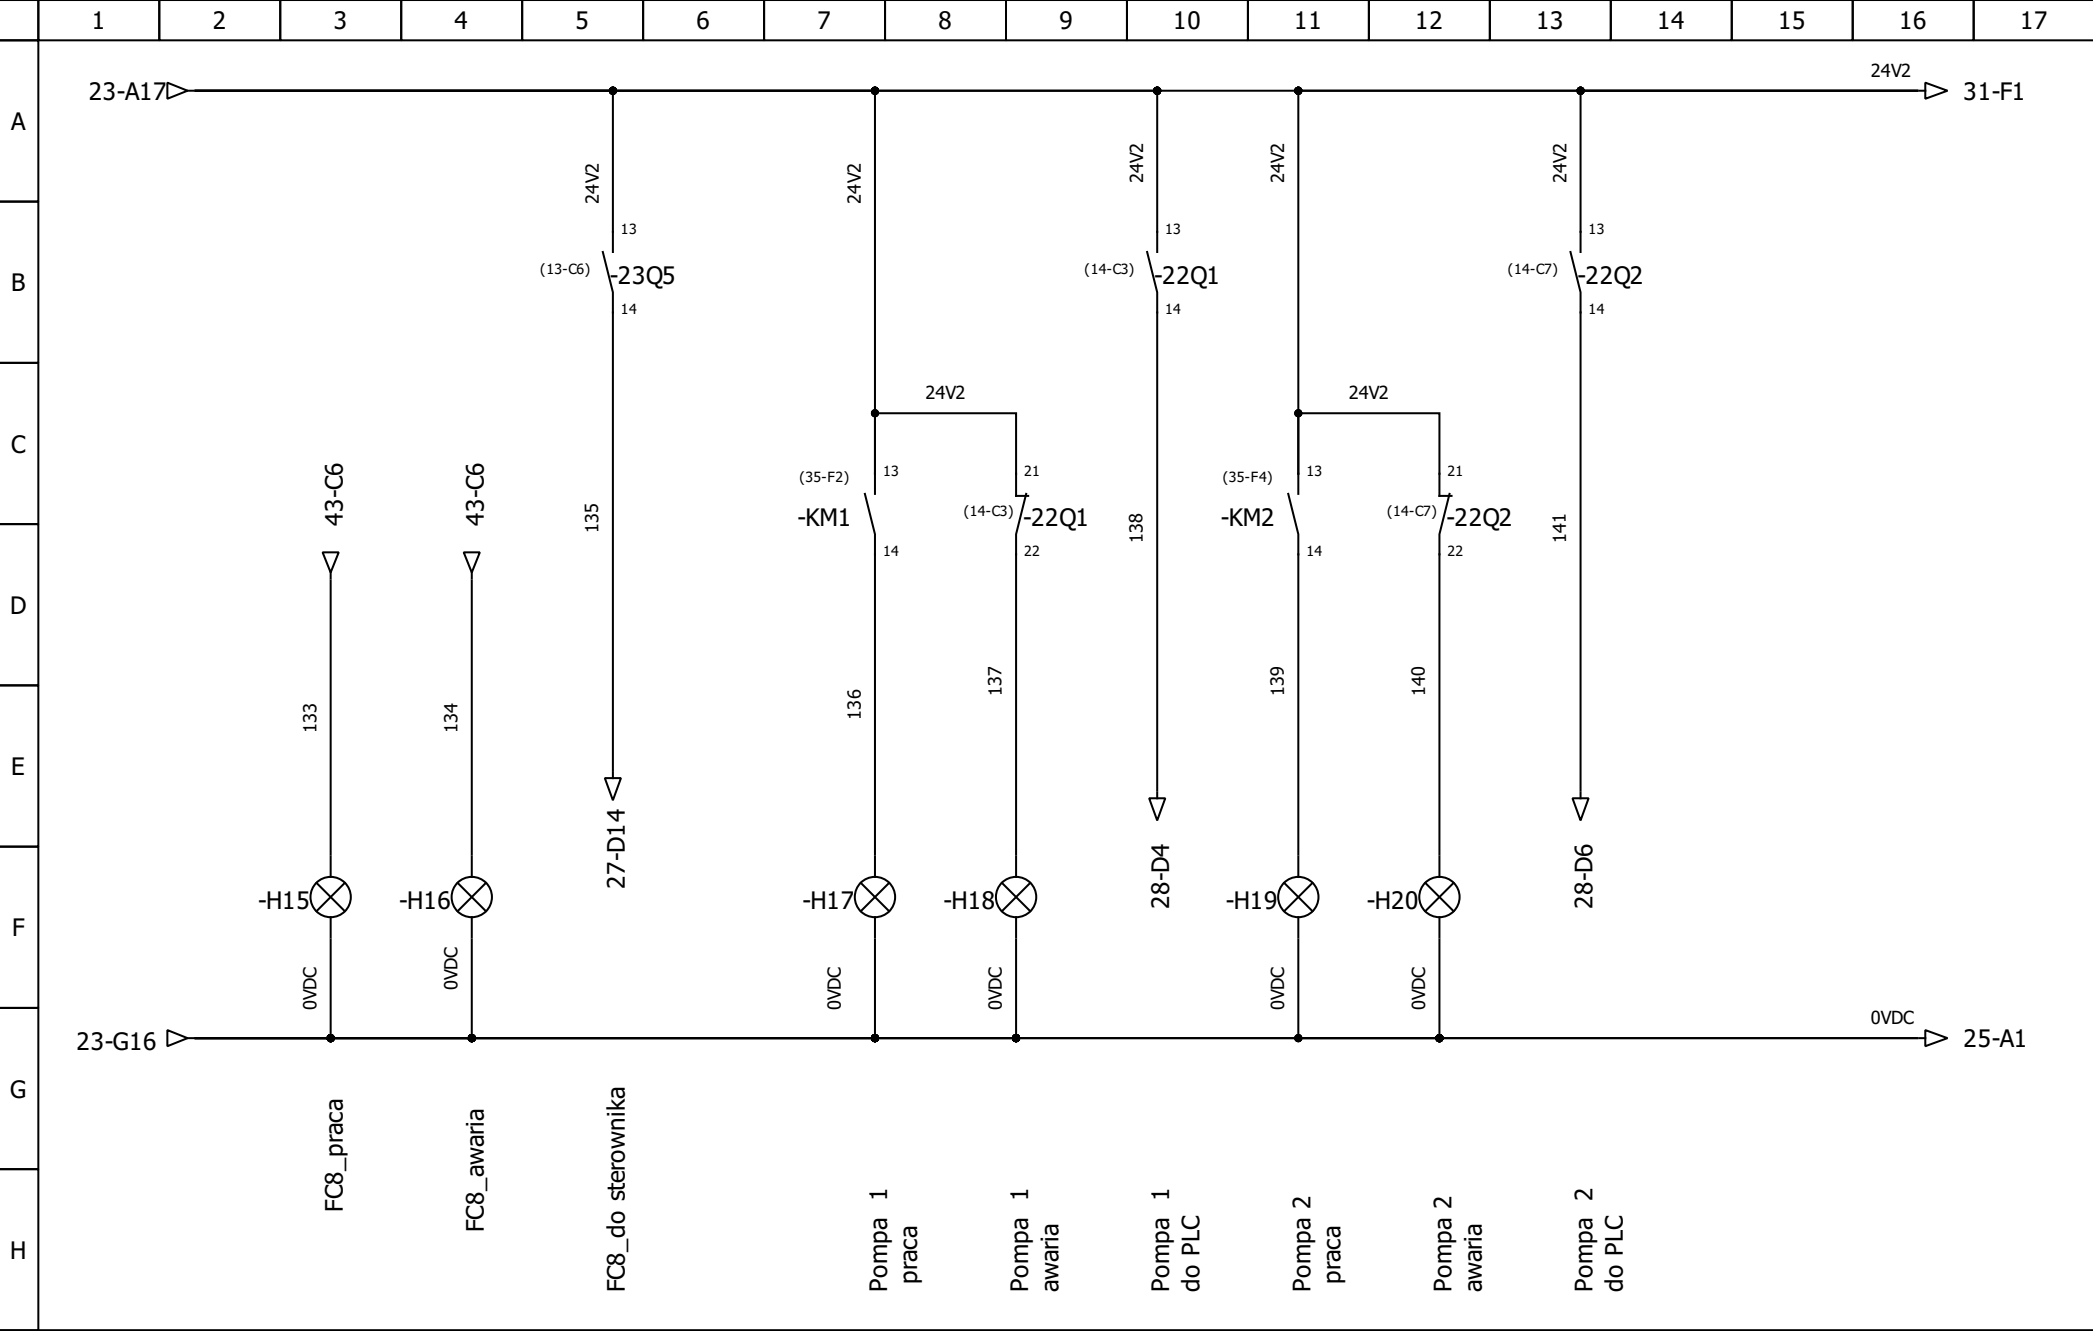 1 2 3 4 5 6 7 8 9 10 11 12 13 14 15 16 17
24V2
23-A17 31-F1
A
24V2 24V2 24V2 24V2 24V2
13 13 13
B
(13-C6) -23Q5 (14-C3) -22Q1 (14-C7) -22Q2
14 14 14
24V2 24V2
C
43-C6 43-C6
(35-F2) 13 21 (35-F4) 13 21
-KM1 (14-C3) -22Q1 -KM2 (14-C7) -22Q2
135 138 141
14 22 14 22
D
133 134 136 137 139 140
E
27-D14 28-D4 28-D6
-H15 -H16 -H17 -H18 -H19 -H20
F
0VDC 0VDC 0VDC 0VDC 0VDC 0VDC
0VDC
23-G16 25-A1
G
FC8_praca
FC8_awaria
FC8_do sterownika
Pompa 1
praca
Pompa 1
awaria
Pompa 1
do PLC
Pompa 2
praca
Pompa 2
awaria
Pompa 2
do PLC
H